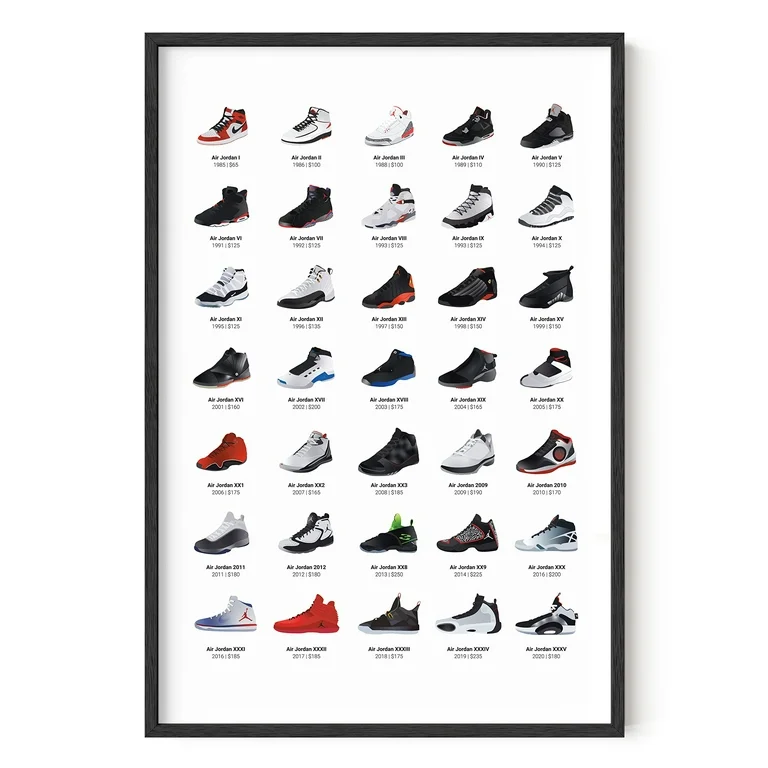 Air Jordan I
1985 | $65
Air Jordan II
1986 | $100
Air Jordan III
1988 | $100
Air Jordan IV
1989 | $110
Air Jordan V
1990 | $125
Air Jordan VI
1991 | $125
Air Jordan VII
1992 | $125
Air Jordan VIII
1993 | $125
Air Jordan IX
1993 | $125
Air Jordan X
1994 | $125
Air Jordan XI
1995 | $125
Air Jordan XII
1996 | $135
Air Jordan XIII
1997 | $150
Air Jordan XIV
1998 | $150
Air Jordan XV
1999 | $150
Air Jordan XVI
2001 | $160
Air Jordan XVII
2002 | $200
Air Jordan XVIII
2003 | $175
Air Jordan XIX
2004 | $165
Air Jordan XX
2005 | $175
Air Jordan XX1
2006 | $175
Air Jordan XX2
2007 | $165
Air Jordan XX3
2008 | $185
Air Jordan 2009
2009 | $190
Air Jordan 2010
2010 | $170
Air Jordan 2011
2011 | $180
Air Jordan 2012
2012 | $180
Air Jordan XX8
2013 | $250
Air Jordan XX9
2014 | $225
Air Jordan XXX
2016 | $200
Air Jordan XXXI
2016 | $185
Air Jordan XXXII
2017 | $185
Air Jordan XXXIII
2018 | $175
Air Jordan XXXIV
2019 | $235
Air Jordan XXXV
2020 | $180